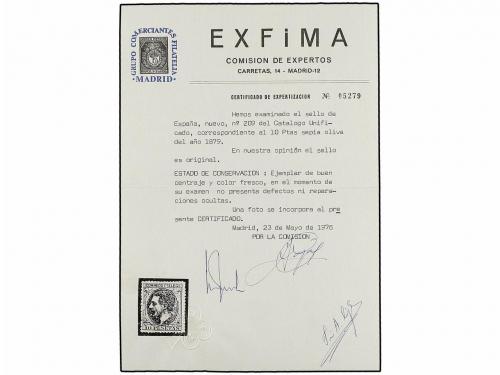 GRUPO COMERCIANTES FILATELIA
MADRID
EXFiMA
COMISION DE EXPERTOS
CARRETAS, 14 - MADRID-12
CERTIFICADO DE EXPERTIZACION Nº 05279
Hemos examinado el sello de
España, nuevo, nº 209 del Catalogo Unifi-
cado, correspondiente al 10 Ptas sepia oliva
del año 1879.
En nuestra opinión el sello
es original.
ESTADO DE CONSERVACION : Ejemplar de buen
centraje y color fresco, en el momento de
su examen no presenta defectos ni repara-
ciones ocultas.
Una foto se incorpora al pre
sente CERTIFICADO.
Madrid, 23 de Mayo de 1976
POR LA COMISION